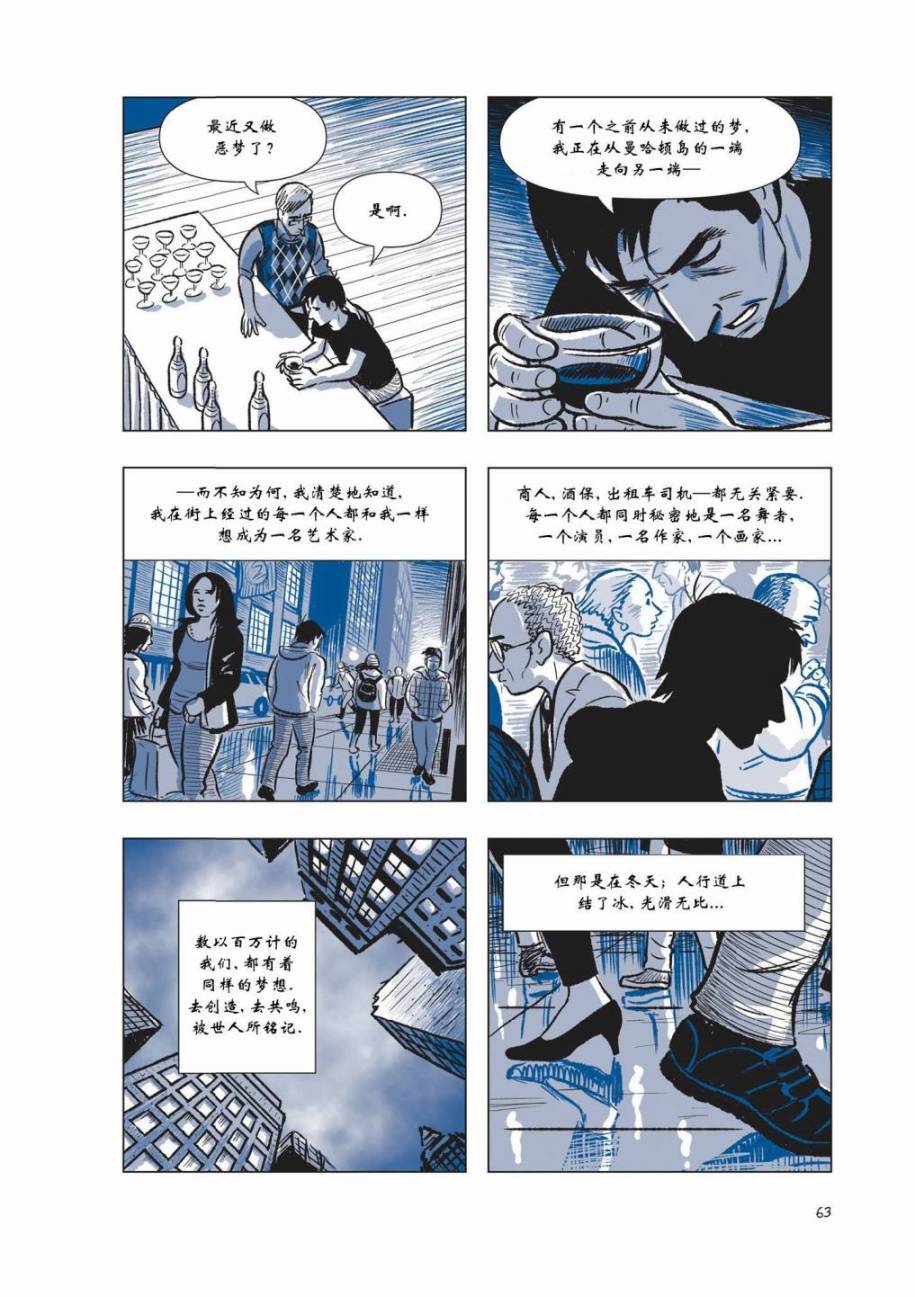 最近又做
恶梦了?
是啊.
有一个之前从未做过的梦,
我正在从曼哈顿岛的一端
走向另一端—
—而不知为何,我清楚地知道,
我在街上经过的每一个人都和我一样
想成为一名艺术家.
商人,酒保,出租车司机—都无关紧要.
每一个人都同时秘密地是一名舞者,
一个演员,一名作家,一个画家...
数以百万计的
我们,都有着
同样的梦想.
去创造,去共鸣,
被世人所铭记.
但那是在冬天;人行道上
结了冰,光滑无比...
63